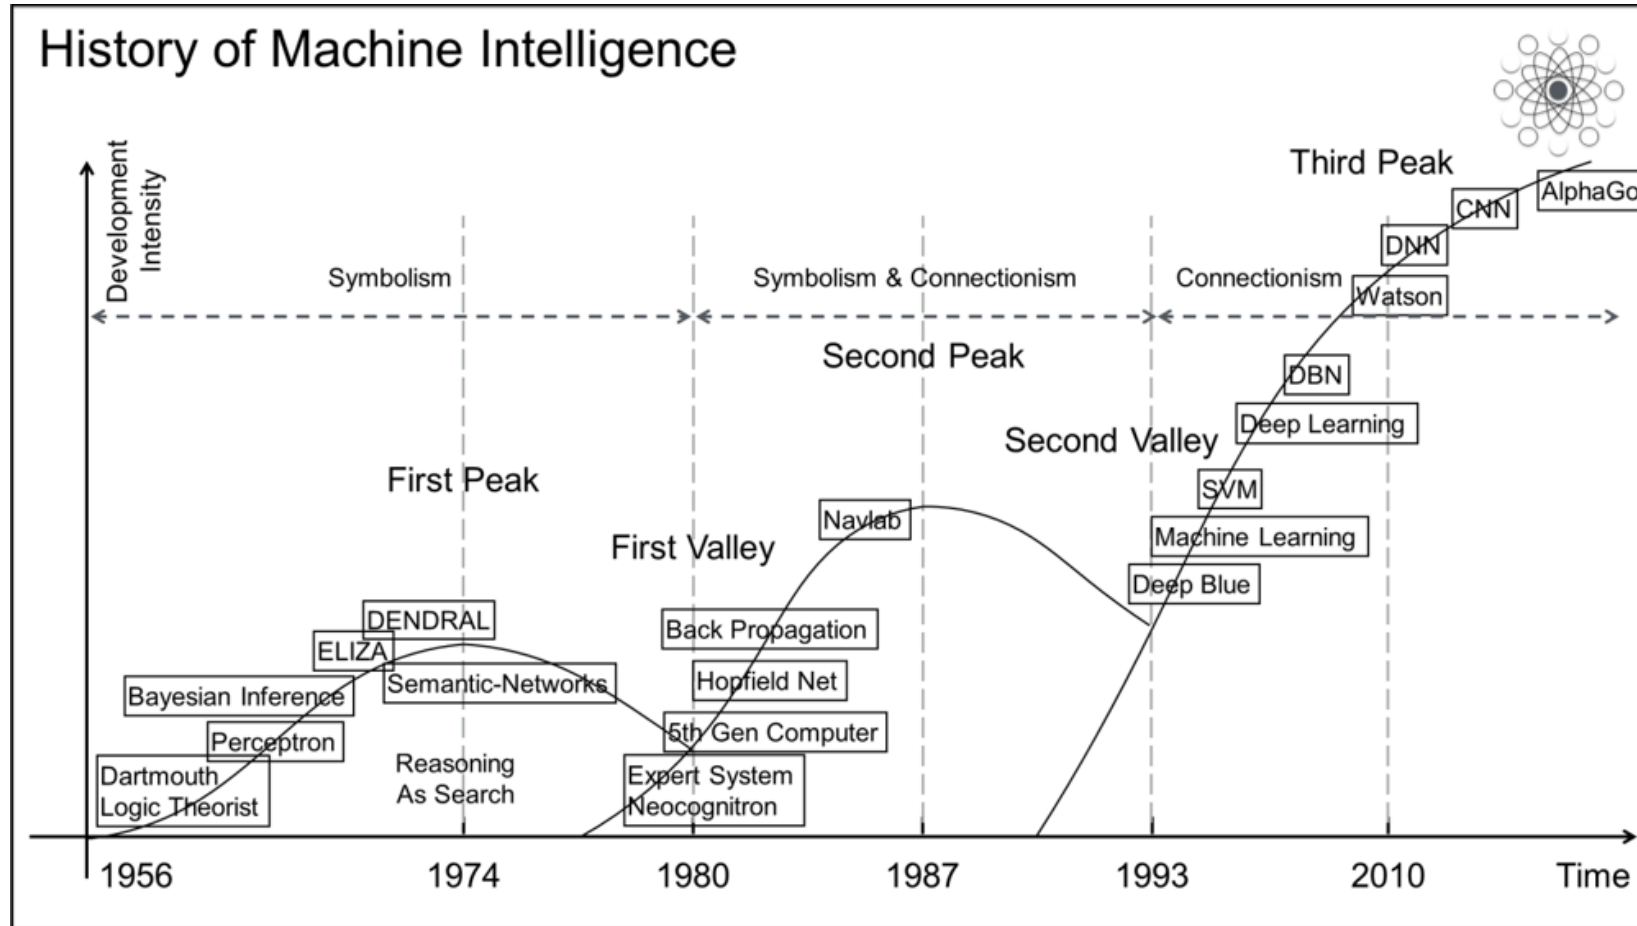 History of Machine Intelligence
Development
Intensity
Third Peak
AlphaGo
CNN
DNN
Symbolism
Symbolism & Connectionism
Connectionism
Watson
Second Peak
DBN
Deep Learning
Second Valley
First Peak
SVM
Navlab
First Valley
Machine Learning
Deep Blue
DENDRAL
Back Propagation
ELIZA
Semantic-Networks
Hopfield Net
Bayesian Inference
5th Gen Computer
Perceptron
Reasoning
As Search
Dartmouth
Logic Theorist
Expert System
Neocognitron
1956
1974
1980
1987
1993
2010
Time